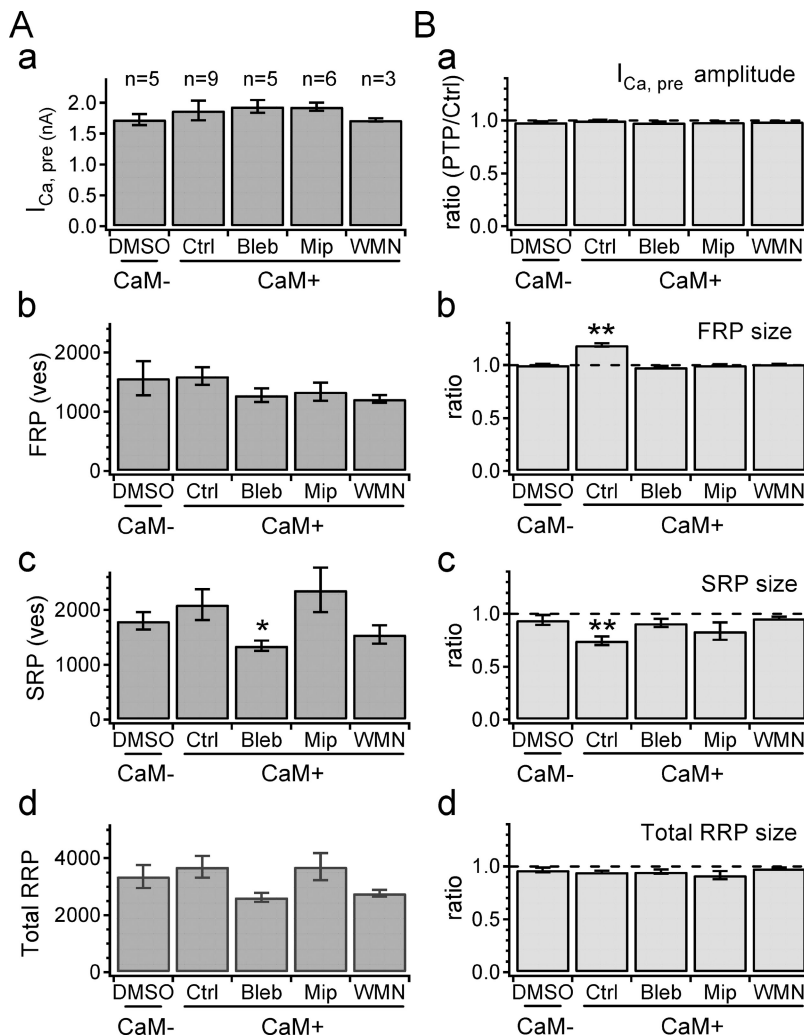 A
a
n=5 n=9 n=5 n=6 n=3
I Ca, pre (nA)
2.0
1.5
1.0
0.5
0.0
DMSO Ctrl Bleb Mip WMN
CaM- CaM+
b
FRP (ves)
2000
1000
0
DMSO Ctrl Bleb Mip WMN
CaM- CaM+
c
SRP (ves)
2000
1000
0
*
DMSO Ctrl Bleb Mip WMN
CaM- CaM+
d
Total RRP
4000
2000
0
DMSO Ctrl Bleb Mip WMN
CaM- CaM+
B
a
I Ca, pre amplitude
ratio (PTP/Ctrl)
1.0
0.5
0.0
DMSO Ctrl Bleb Mip WMN
CaM- CaM+
b
FRP size
**
ratio
1.0
0.5
0.0
DMSO Ctrl Bleb Mip WMN
CaM- CaM+
c
SRP size
**
ratio
1.0
0.5
0.0
DMSO Ctrl Bleb Mip WMN
CaM- CaM+
d
Total RRP size
ratio
1.0
0.5
0.0
DMSO Ctrl Bleb Mip WMN
CaM- CaM+